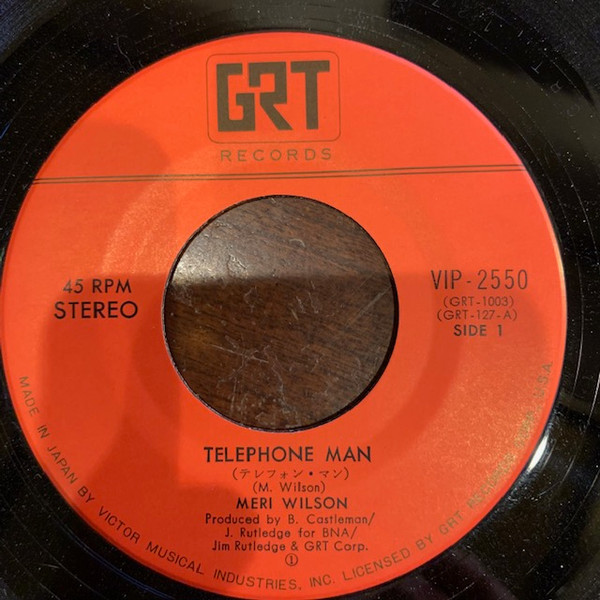 GRT
RECORDS
45 RPM
STEREO
VIP-2550
(GRT-1003)
(GRT-127-A)
SIDE 1
TELEPHONE MAN
(テレフォン・マン)
(M. Wilson)
MERI WILSON
Produced by B. Castleman/
J. Rutledge for BNA/
Jim Rutledge & GRT Corp.
①
MADE IN JAPAN BY VICTOR MUSICAL INDUSTRIES, INC. LICENSED BY GRT RECORDS, U.S.A.